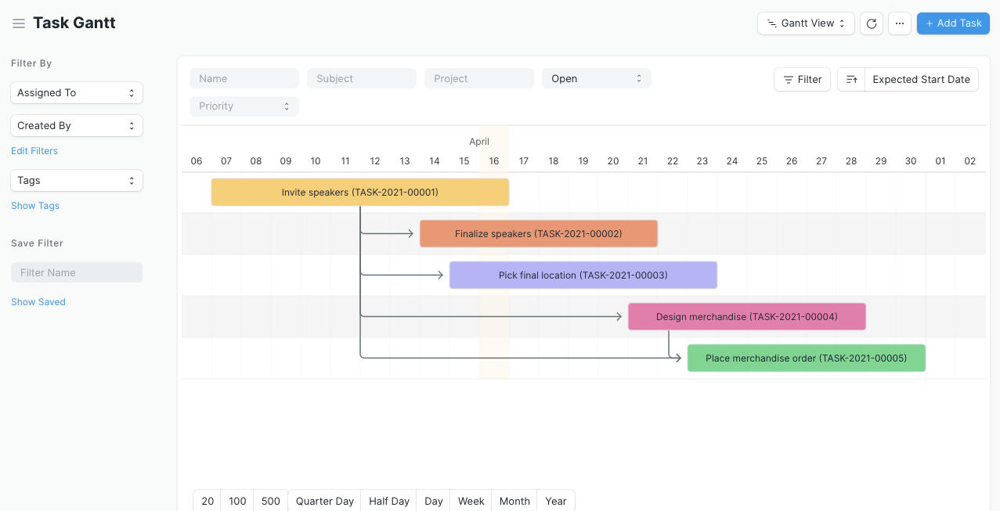 Task Gantt
Gantt View
+ Add Task
Filter By
Assigned To
Created By
Edit Filters
Tags
Show Tags
Save Filter
Filter Name
Show Saved
Name Subject Project Open
Priority
Filter Expected Start Date
April
06 07 08 09 10 11 12 13 14 15 16 17 18 19 20 21 22 23 24 25 26 27 28 29 30 01 02
Invite speakers (TASK-2021-00001)
Finalize speakers (TASK-2021-00002)
Pick final location (TASK-2021-00003)
Design merchandise (TASK-2021-00004)
Place merchandise order (TASK-2021-00005)
20 100 500 Quarter Day Half Day Day Week Month Year